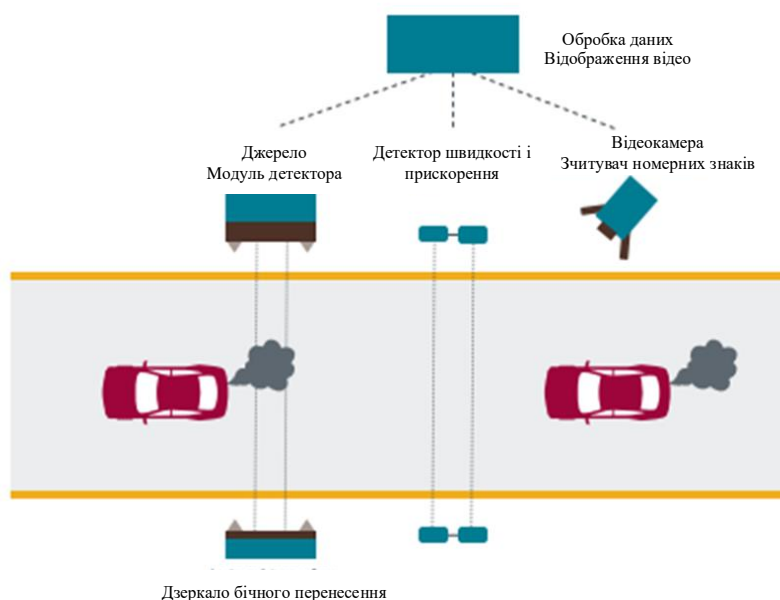 Обробка даних
Відображення відео
Джерело
Модуль детектора
Детектор швидкості і
прискорення
Відеокамера
Зчитувач номерних знаків
Дзеркало бічного перенесення